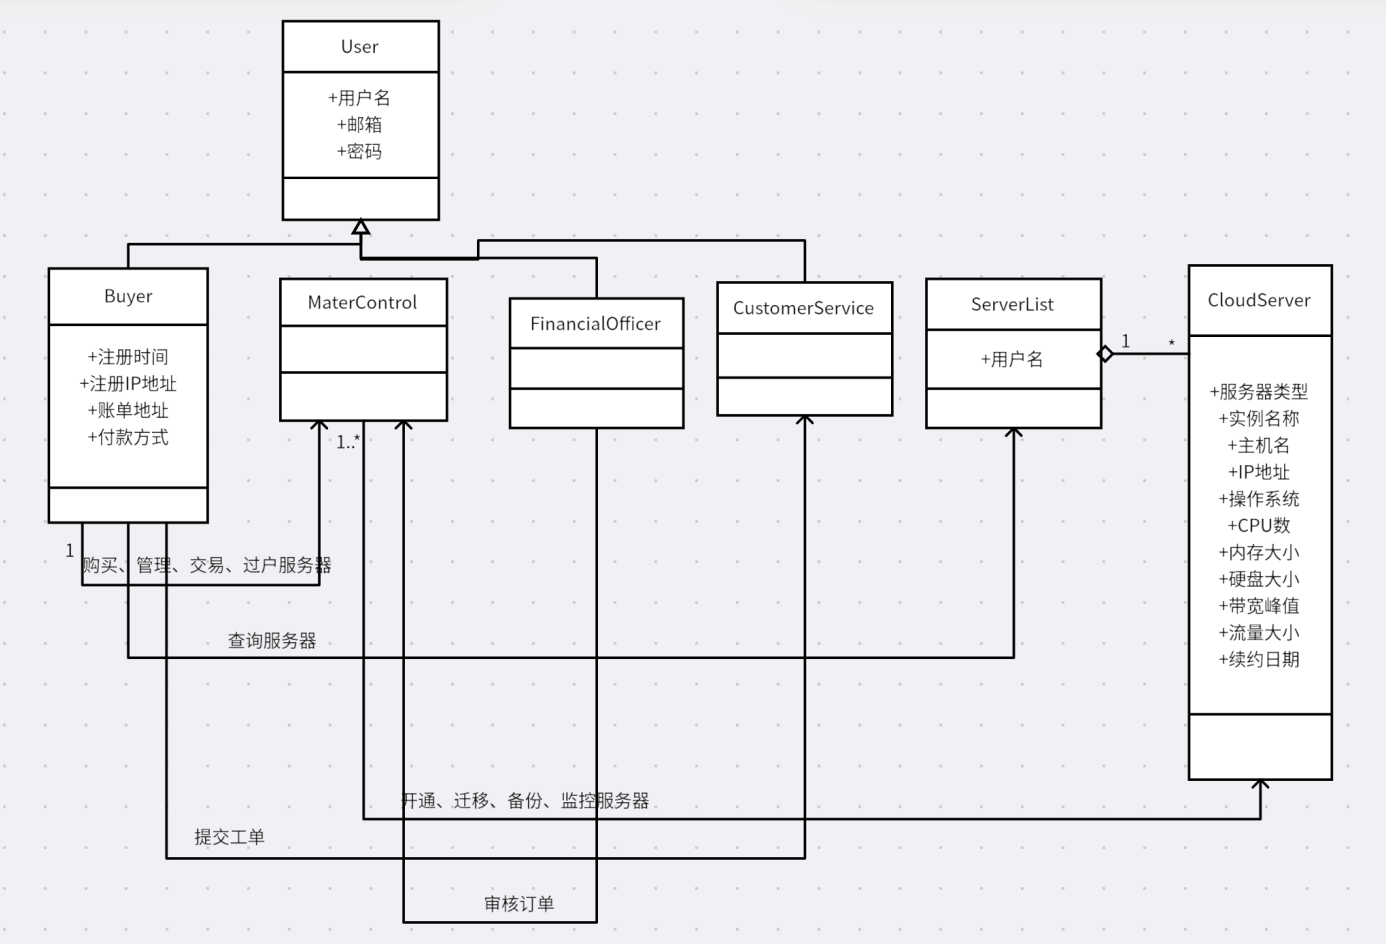 User
+用户名
+邮箱
+密码
Buyer
+注册时间
+注册IP地址
+账单地址
+付款方式
MaterControl
FinancialOfficer
CustomerService
ServerList
+用户名
1
*
CloudServer
+服务器类型
+实例名称
+主机名
+IP地址
+操作系统
+CPU数
+内存大小
+硬盘大小
+带宽峰值
+流量大小
+续约日期
1..*
1
购买、管理、交易、过户服务器
查询服务器
开通、迁移、备份、监控服务器
提交工单
审核订单